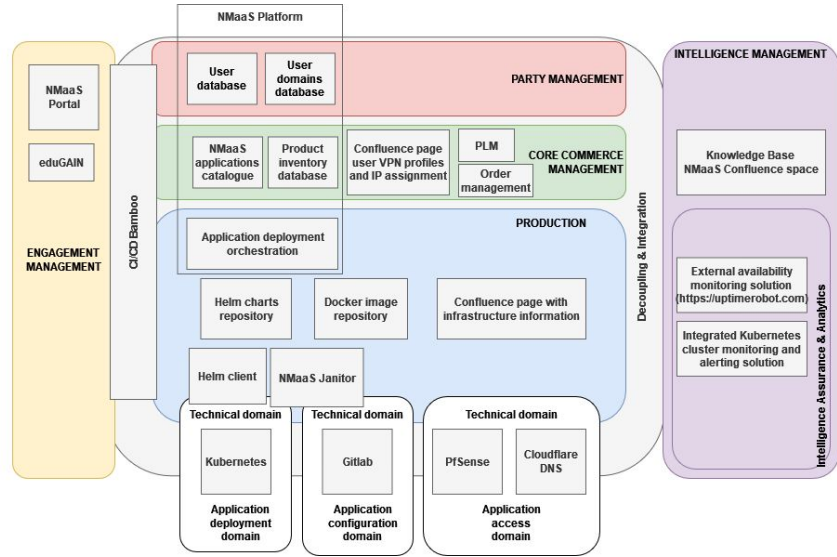 NMaaS Platform
INTELLIGENCE MANAGEMENT
NMaaS
Portal
eduGAIN
ENGAGEMENT
MANAGEMENT
CI/CD Bamboo
User
database
User
domains
database
PARTY MANAGEMENT
NMaaS
applications
catalogue
Product
inventory
database
Confluence page
user VPN profiles
and IP assignment
PLM
Order
management
CORE COMMERCE
MANAGEMENT
PRODUCTION
Application deployment
orchestration
Helm charts
repository
Docker image
repository
Confluence page with
infrastructure information
Helm client
NMaaS Janitor
Decoupling & Integration
Knowledge Base
NMaaS Confluence space
External availability
monitoring solution
(https://uptimerobot.com)
Integrated Kubernetes
cluster monitoring and
alerting solution
Intelligence Assurance & Analytics
Technical domain
Kubernetes
Application
deployment
domain
Technical domain
Gitlab
Application
configuration
domain
Technical domain
PfSense
Cloudflare
DNS
Application
access
domain